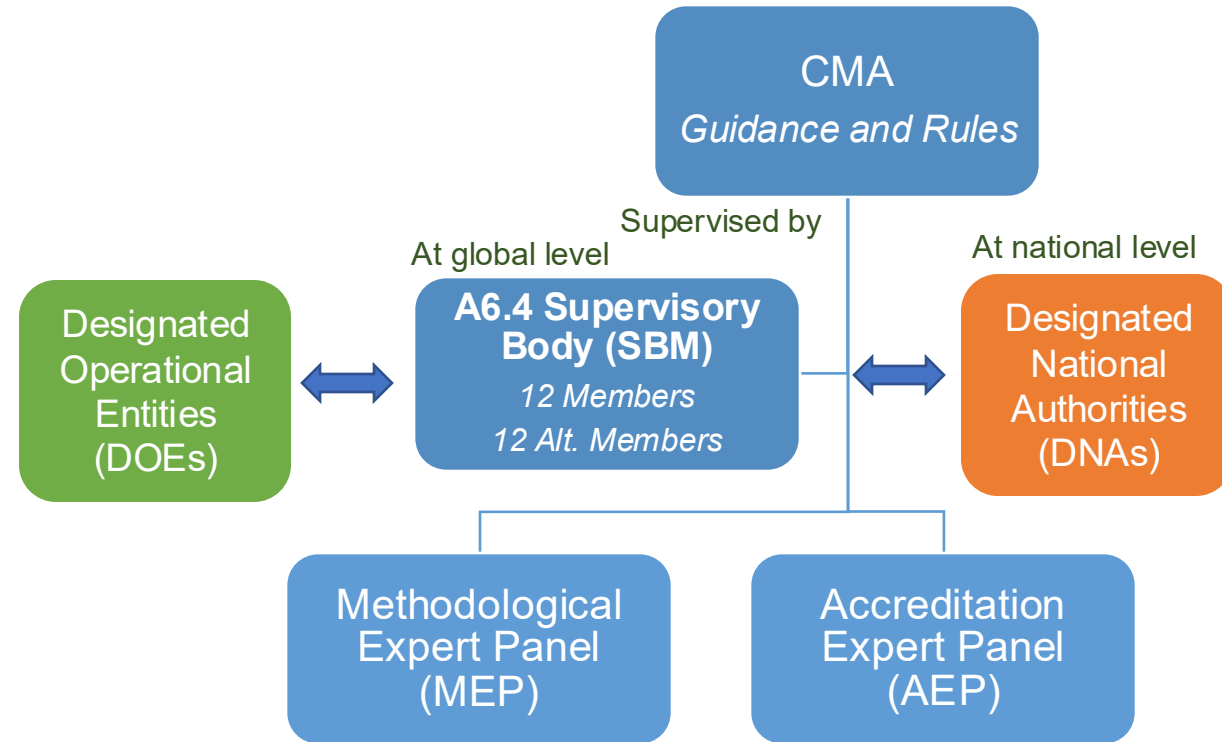 CMA
Guidance and Rules
Supervised by
At global level
At national level
Designated
Operational
Entities
(DOEs)
A6.4 Supervisory
Body (SBM)
12 Members
12 Alt. Members
Designated
National
Authorities
(DNAs)
Methodological
Expert Panel
(MEP)
Accreditation
Expert Panel
(AEP)